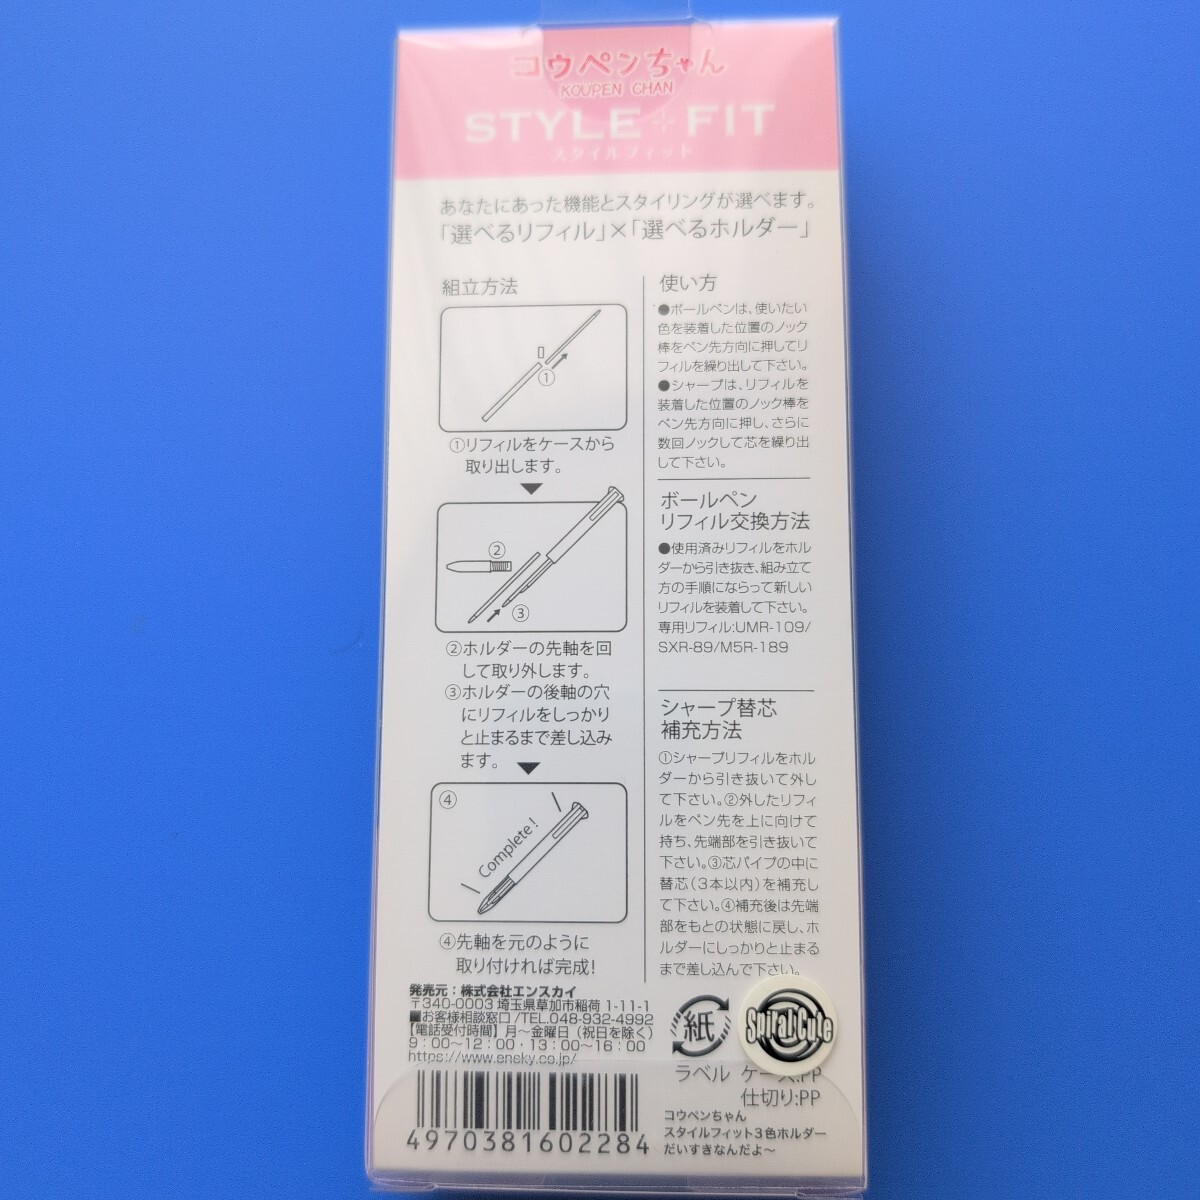 コウペンちゃん
KOUPEN CHAN
STYLE FIT
スタイルフィット
あなたにあった機能とスタイリングが選べます。
「選べるリフィル」×「選べるホルダー」
組立方法
①
①リフィルをケースから
取り出します。
②
③
②ホルダーの先軸を回
して取り外します。
③ホルダーの後軸の穴
にリフィルをしっかり
と止まるまで差し込み
ます。
④
Complete!
④先軸を元のように
取り付ければ完成!
使い方
●ボールペンは、使いたい
色を装着した位置のノック
棒をペン先方向に押してリ
フィルを繰り出して下さい。
●シャープは、リフィルを
装着した位置のノック棒を
ペン先方向に押し、さらに
数回ノックして芯を繰り出
して下さい。
ボールペン
リフィル交換方法
●使用済みリフィルをホル
ダーから引き抜き、組み立て
方の手順にならって新しい
リフィルを装着して下さい。
専用リフィル:UMR-109/
SXR-89/M5R-189
シャープ替芯
補充方法
①シャープリフィルをホル
ダーから引き抜いて外し
て下さい。②外したリフィ
ルをペン先を上に向けて
持ち、先端部を引き抜いて
下さい。③芯パイプの中に
替芯(3本以内)を補充し
て下さい。④補充後は先端
部をもとの状態に戻し、ホ
ルダーにしっかりと止まる
まで差し込んで下さい。
発売元：株式会社エンスカイ
〒340-0003 埼玉県草加市稲荷 1-11-1
■お客様相談窓口/TEL.048-932-4992
【電話受付時間】月～金曜日（祝日を除く）
9：00～12：00・13：00～16：00
https://www.ensky.co.jp/
紙
Spiral Cute
ラベル ケース:PP
仕切り:PP
4970381602284
コウペンちゃん
スタイルフィット3色ホルダー
だいすきなんだよ～